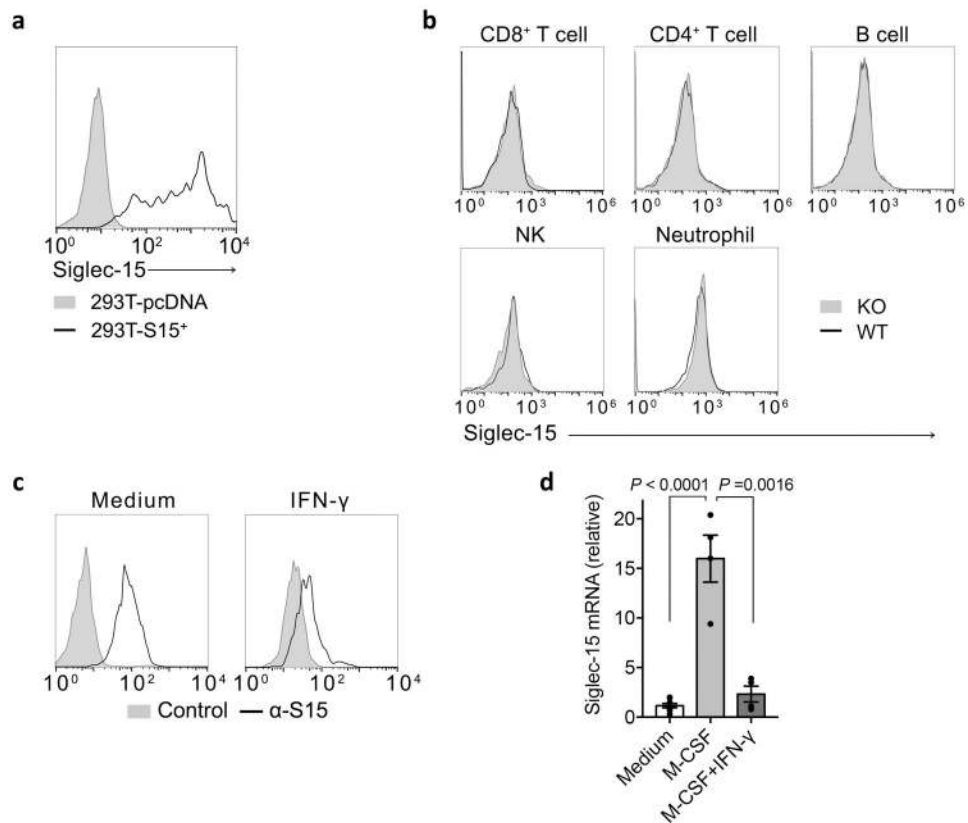 a
10⁰ 10² 10⁴
Siglec-15
293T-pcDNA
293T-S15⁺
b
CD8⁺ T cell CD4⁺ T cell B cell
10⁰ 10³ 10⁶ 10⁰ 10³ 10⁶ 10⁰ 10³ 10⁶
NK Neutrophil
10⁰ 10³ 10⁶ 10⁰ 10³ 10⁶
KO
WT
Siglec-15
c
Medium IFN-γ
10⁰ 10² 10⁴ 10⁰ 10² 10⁴
Control α-S15
d
P < 0.0001 P =0.0016
Siglec-15 mRNA (relative)
20
15
10
5
0
Medium
M-CSF
M-CSF+IFN-γ